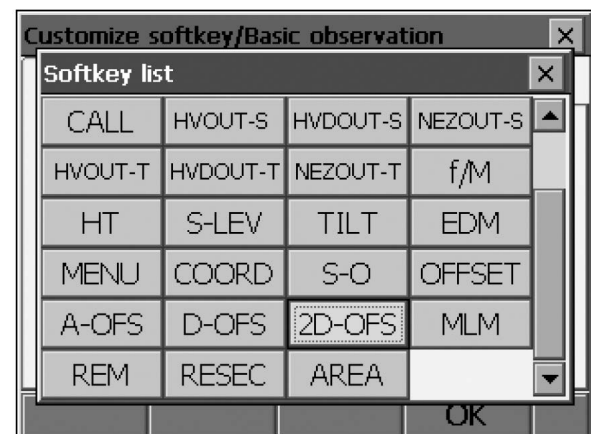 Customize softkey/Basic observation
Softkey list
CALL HVOUT-S HVDOUT-S NEZOUT-S
HVOUT-T HVDOUT-T NEZOUT-T f/M
HT S-LEV TILT EDM
MENU COORD S-O OFFSET
A-OFS D-OFS 2D-OFS MLM
REM RESEC AREA
OK